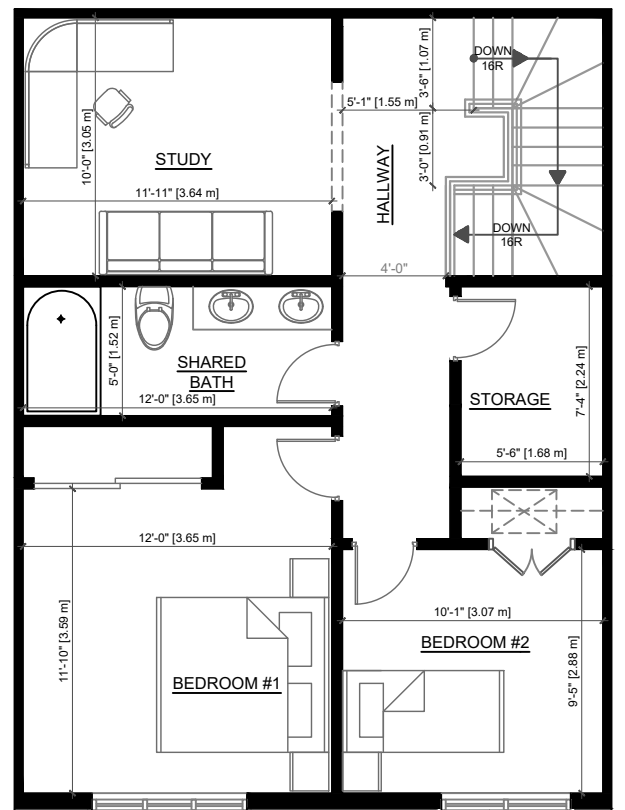 DOWN
16R
3'-6" [1.07 m]
5'-1" [1.55 m]
10'-0" [3.05 m]
STUDY
3'-0" [0.91 m]
HALLWAY
11'-11" [3.64 m]
DOWN
16R
4'-0"
5'-0" [1.52 m]
SHARED
BATH
12'-0" [3.65 m]
7'-4" [2.24 m]
STORAGE
5'-6" [1.68 m]
12'-0" [3.65 m]
11'-10" [3.59 m]
BEDROOM #1
10'-1" [3.07 m]
BEDROOM #2
9'-5" [2.88 m]